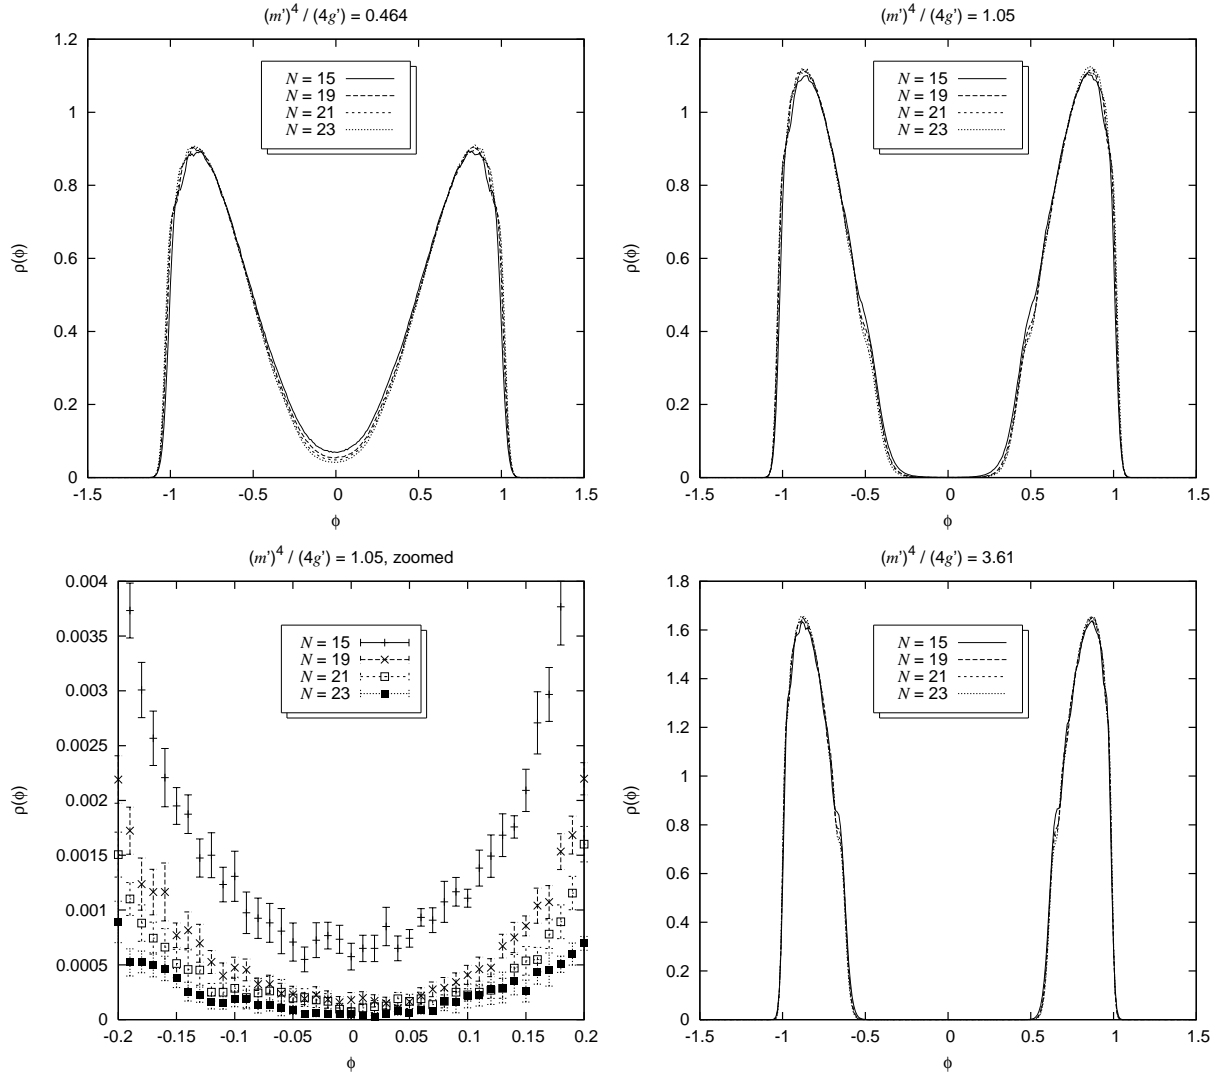 (m')4 / (4g') = 0.464
1.2
1
0.8
0.6
0.4
0.2
0
ρ(φ)
N = 15
N = 19
N = 21
N = 23
-1.5 -1 -0.5 0 0.5 1 1.5
φ
(m')4 / (4g') = 1.05
1.2
1
0.8
0.6
0.4
0.2
0
ρ(φ)
N = 15
N = 19
N = 21
N = 23
-1.5 -1 -0.5 0 0.5 1 1.5
φ
(m')4 / (4g') = 1.05, zoomed
0.004
0.0035
0.003
0.0025
0.002
0.0015
0.001
0.0005
0
ρ(φ)
N = 15
N = 19
N = 21
N = 23
-0.2 -0.15 -0.1 -0.05 0 0.05 0.1 0.15 0.2
φ
(m')4 / (4g') = 3.61
1.8
1.6
1.4
1.2
1
0.8
0.6
0.4
0.2
0
ρ(φ)
N = 15
N = 19
N = 21
N = 23
-1.5 -1 -0.5 0 0.5 1 1.5
φ